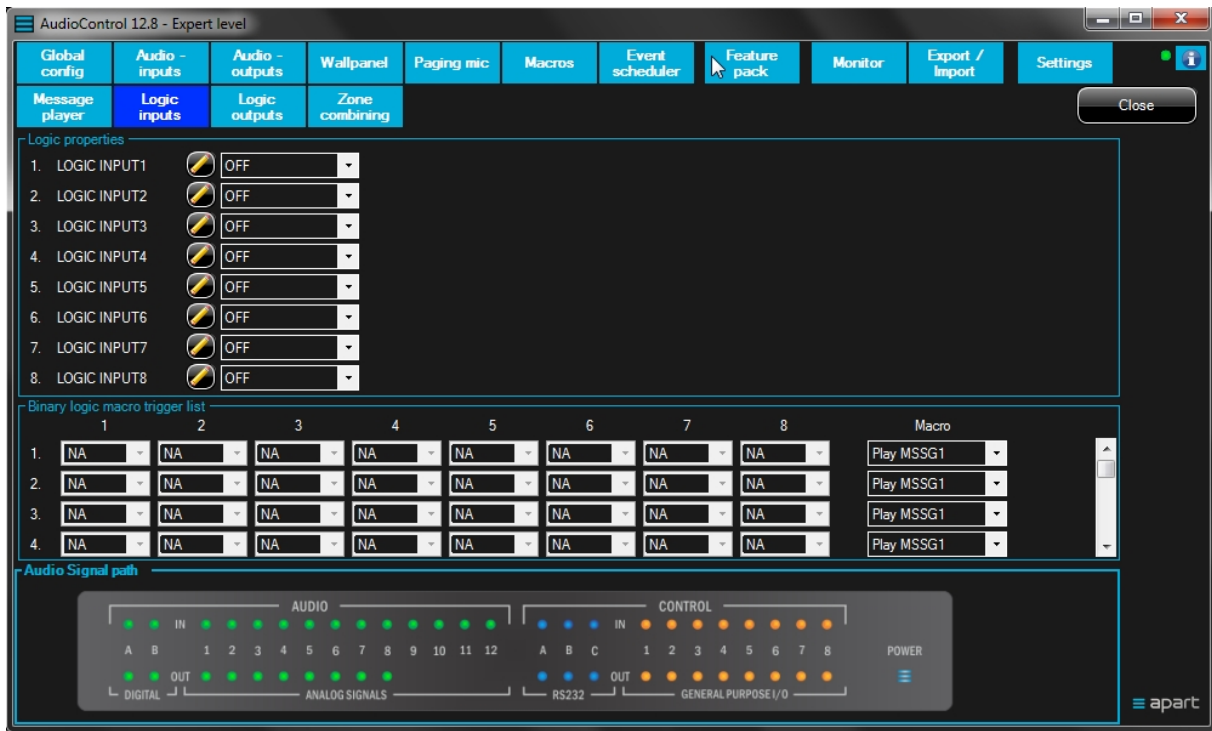 AudioControl 12.8 - Expert level
Global config Audio - inputs Audio - outputs Wallpanel Paging mic Macros Event scheduler Feature pack Monitor Export / Import Settings
Message player Logic inputs Logic outputs Zone combining Close
Logic properties
1. LOGIC INPUT1 OFF
2. LOGIC INPUT2 OFF
3. LOGIC INPUT3 OFF
4. LOGIC INPUT4 OFF
5. LOGIC INPUT5 OFF
6. LOGIC INPUT6 OFF
7. LOGIC INPUT7 OFF
8. LOGIC INPUT8 OFF
Binary logic macro trigger list
1 2 3 4 5 6 7 8 Macro
1. NA NA NA NA NA NA NA NA Play MSSG1
2. NA NA NA NA NA NA NA NA Play MSSG1
3. NA NA NA NA NA NA NA NA Play MSSG1
4. NA NA NA NA NA NA NA NA Play MSSG1
Audio Signal path
AUDIO CONTROL
IN IN
A B 1 2 3 4 5 6 7 8 9 10 11 12 A B C 1 2 3 4 5 6 7 8 POWER
OUT OUT
DIGITAL ANALOG SIGNALS RS232 GENERAL PURPOSE I/O
apart